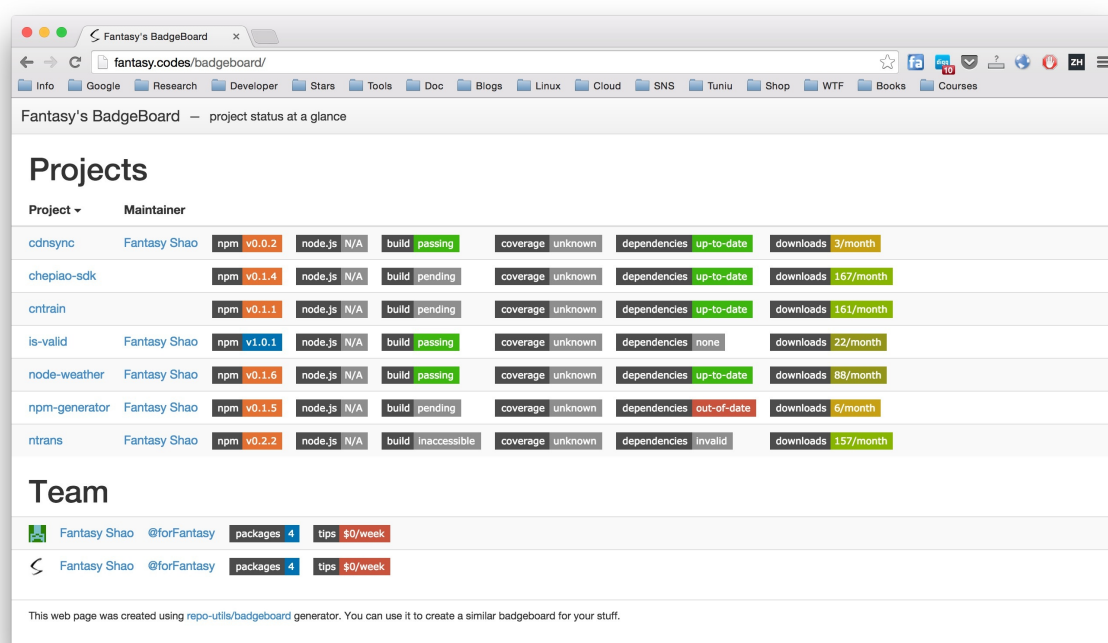 Fantasy's BadgeBoard
fantasy.codes/badgeboard/
fa digg 10 ? ZH
Info Google Research Developer Stars Tools Doc Blogs Linux Cloud SNS Tuniu Shop WTF Books Courses
Fantasy's BadgeBoard – project status at a glance
Projects
Project Maintainer
cdnsync Fantasy Shao npm v0.0.2 node.js N/A build passing coverage unknown dependencies up-to-date downloads 3/month
chepiao-sdk npm v0.1.4 node.js N/A build pending coverage unknown dependencies up-to-date downloads 167/month
cntrain npm v0.1.1 node.js N/A build pending coverage unknown dependencies up-to-date downloads 161/month
is-valid Fantasy Shao npm v1.0.1 node.js N/A build passing coverage unknown dependencies none downloads 22/month
node-weather Fantasy Shao npm v0.1.6 node.js N/A build passing coverage unknown dependencies up-to-date downloads 88/month
npm-generator Fantasy Shao npm v0.1.5 node.js N/A build pending coverage unknown dependencies out-of-date downloads 6/month
ntrans Fantasy Shao npm v0.2.2 node.js N/A build inaccessible coverage unknown dependencies invalid downloads 157/month
Team
Fantasy Shao @forFantasy packages 4 tips $0/week
Fantasy Shao @forFantasy packages 4 tips $0/week
This web page was created using repo-utils/badgeboard generator. You can use it to create a similar badgeboard for your stuff.